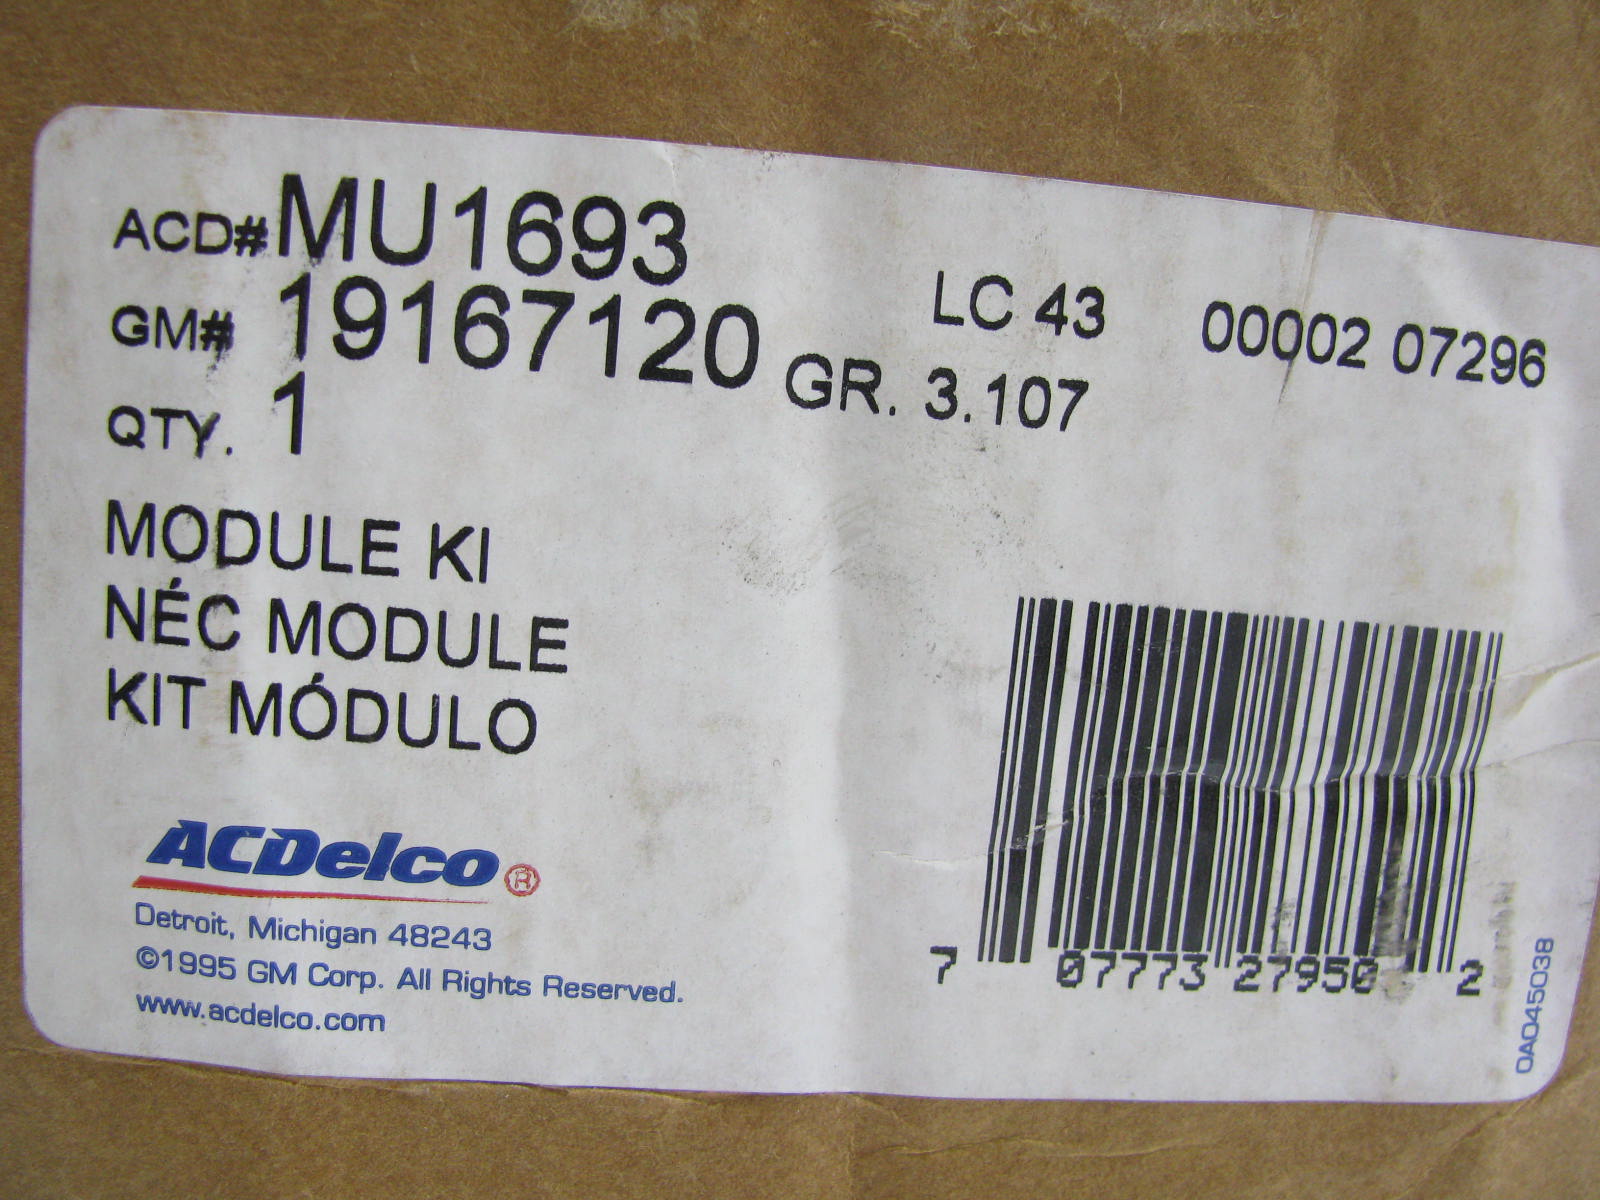 ACD# MU1693
GM# 19167120 GR. 3.107
LC 43 00002 07296
QTY. 1
MODULE KI
NÉC MODULE
KIT MÓDULO
ACDelco®
Detroit, Michigan 48243
©1995 GM Corp. All Rights Reserved.
www.acdelco.com
7 07773 27950 2
0A045038